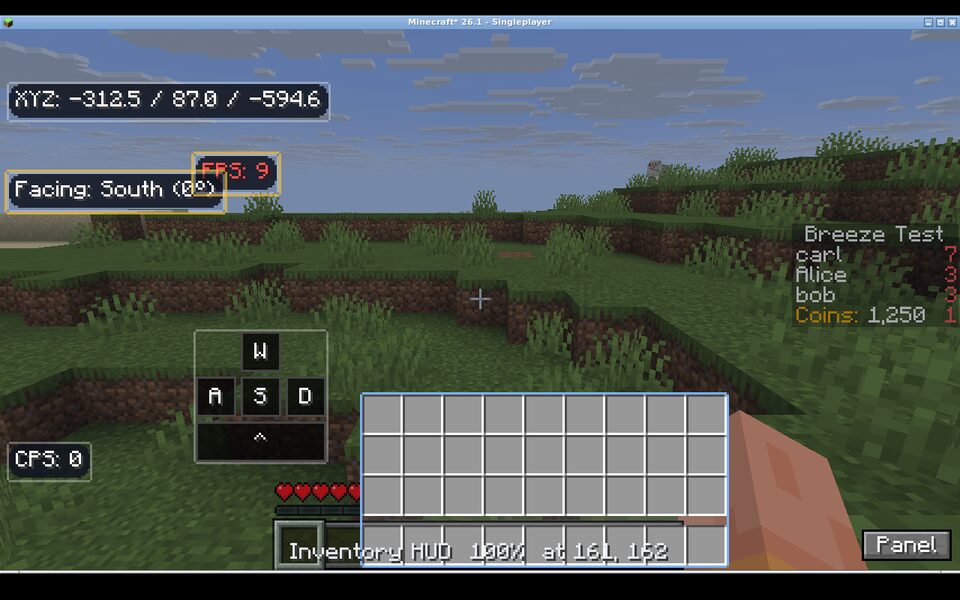 Minecraft* 26.1 - Singleplayer
XYZ: -312.5 / 87.0 / -594.6
FPS: 9
Facing: South (0°)
Breeze Test
carl 7
Alice 3
bob 3
Coins: 1,250 1
W
A S D
^
CPS: 0
Panel
Inventory HUD 100% at 161, 162